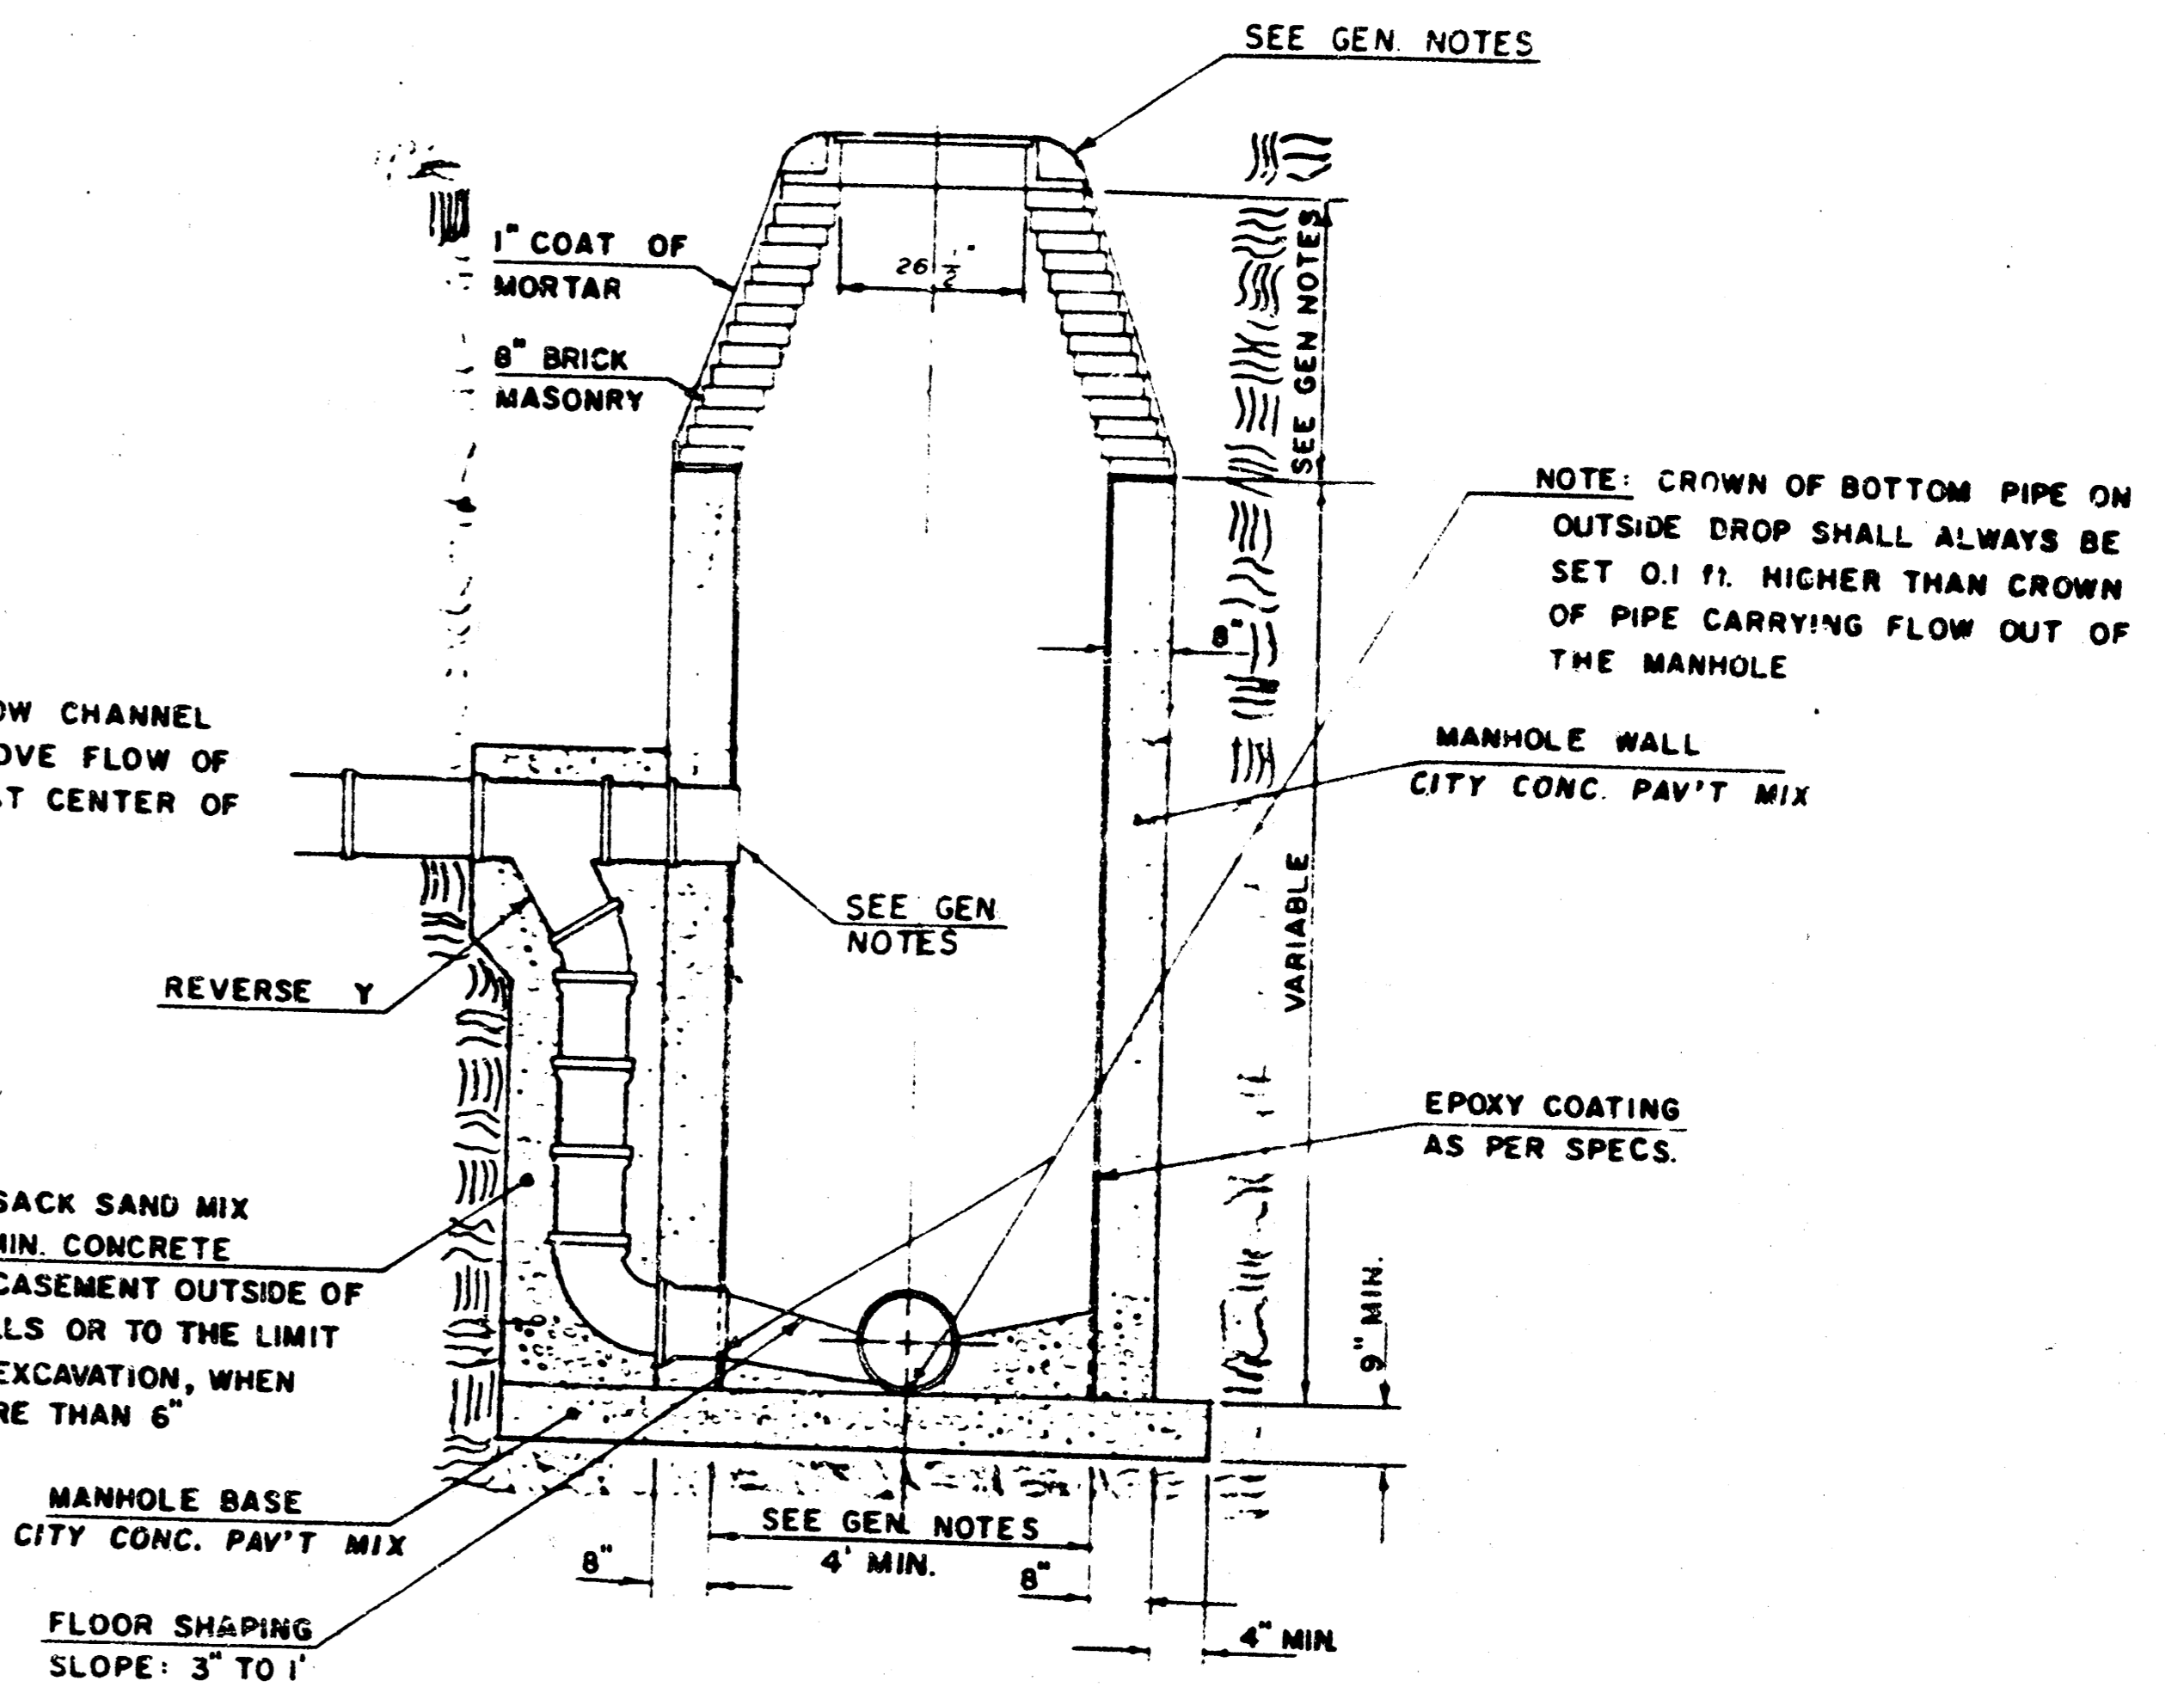 SEE GEN. NOTES
1" COAT OF
MORTAR
26 1/2"
8" BRICK
MASONRY
SEE GEN NOTES
NOTE: CROWN OF BOTTOM PIPE ON
OUTSIDE DROP SHALL ALWAYS BE
SET 0.1 ft. HIGHER THAN CROWN
OF PIPE CARRYING FLOW OUT OF
THE MANHOLE
8"
OW CHANNEL
OVE FLOW OF
ST CENTER OF
MANHOLE WALL
CITY CONC. PAV'T MIX
SEE GEN
NOTES
VARIABLE
REVERSE Y
EPOXY COATING
AS PER SPECS.
SACK SAND MIX
MIN. CONCRETE
CASEMENT OUTSIDE OF
LLS OR TO THE LIMIT
EXCAVATION, WHEN
RE THAN 6"
9" MIN.
MANHOLE BASE
CITY CONC. PAV'T MIX
SEE GEN. NOTES
4' MIN.
8"
8"
4" MIN.
FLOOR SHAPING
SLOPE: 3" TO 1'